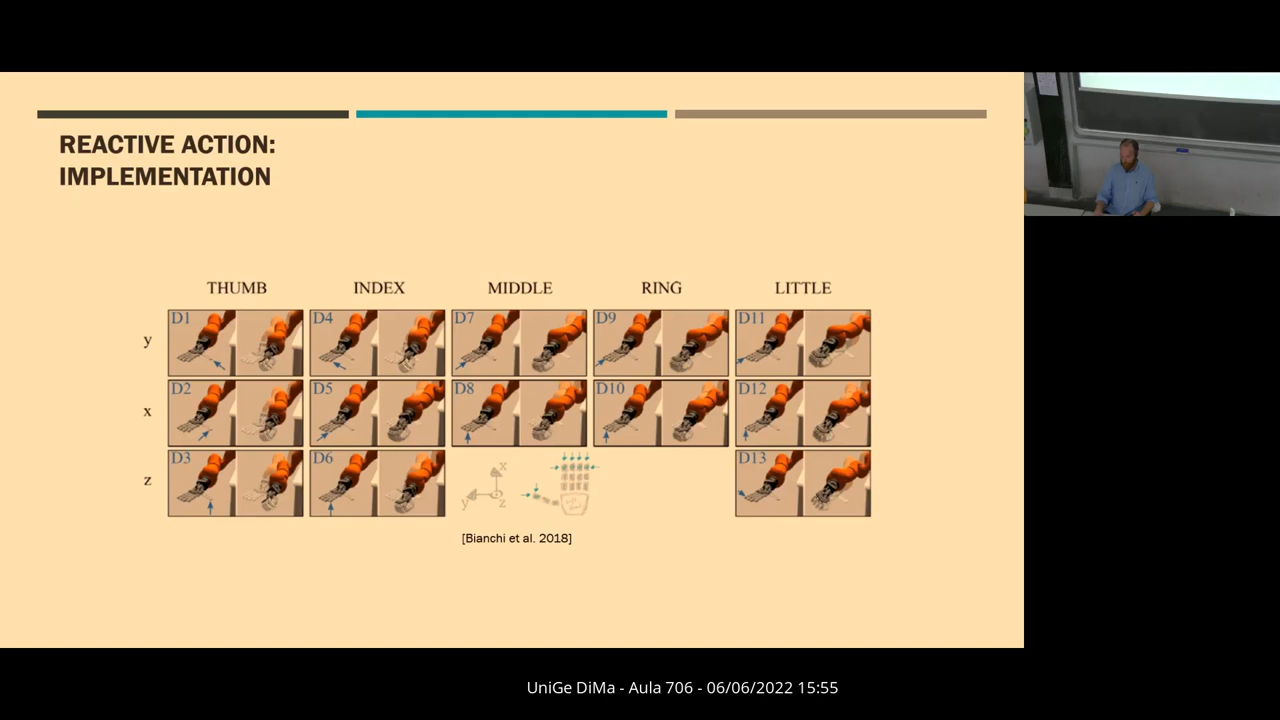 REACTIVE ACTION:
IMPLEMENTATION
THUMB INDEX MIDDLE RING LITTLE
y D1 D4 D7 D9 D11
x D2 D5 D8 D10 D12
z D3 D6 D13
x
y z
[Bianchi et al. 2018]
UniGe DiMa - Aula 706 - 06/06/2022 15:55